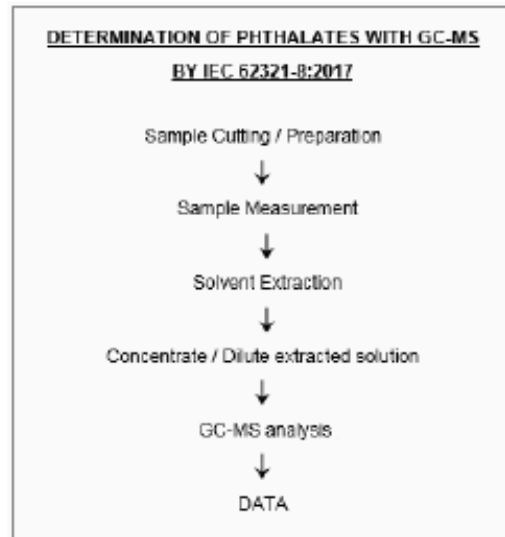 DETERMINATION OF PHTHALATES WITH GC-MS
BY IEC 62321-8:2017
Sample Cutting / Preparation
↓
Sample Measurement
↓
Solvent Extraction
↓
Concentrate / Dilute extracted solution
↓
GC-MS analysis
↓
DATA